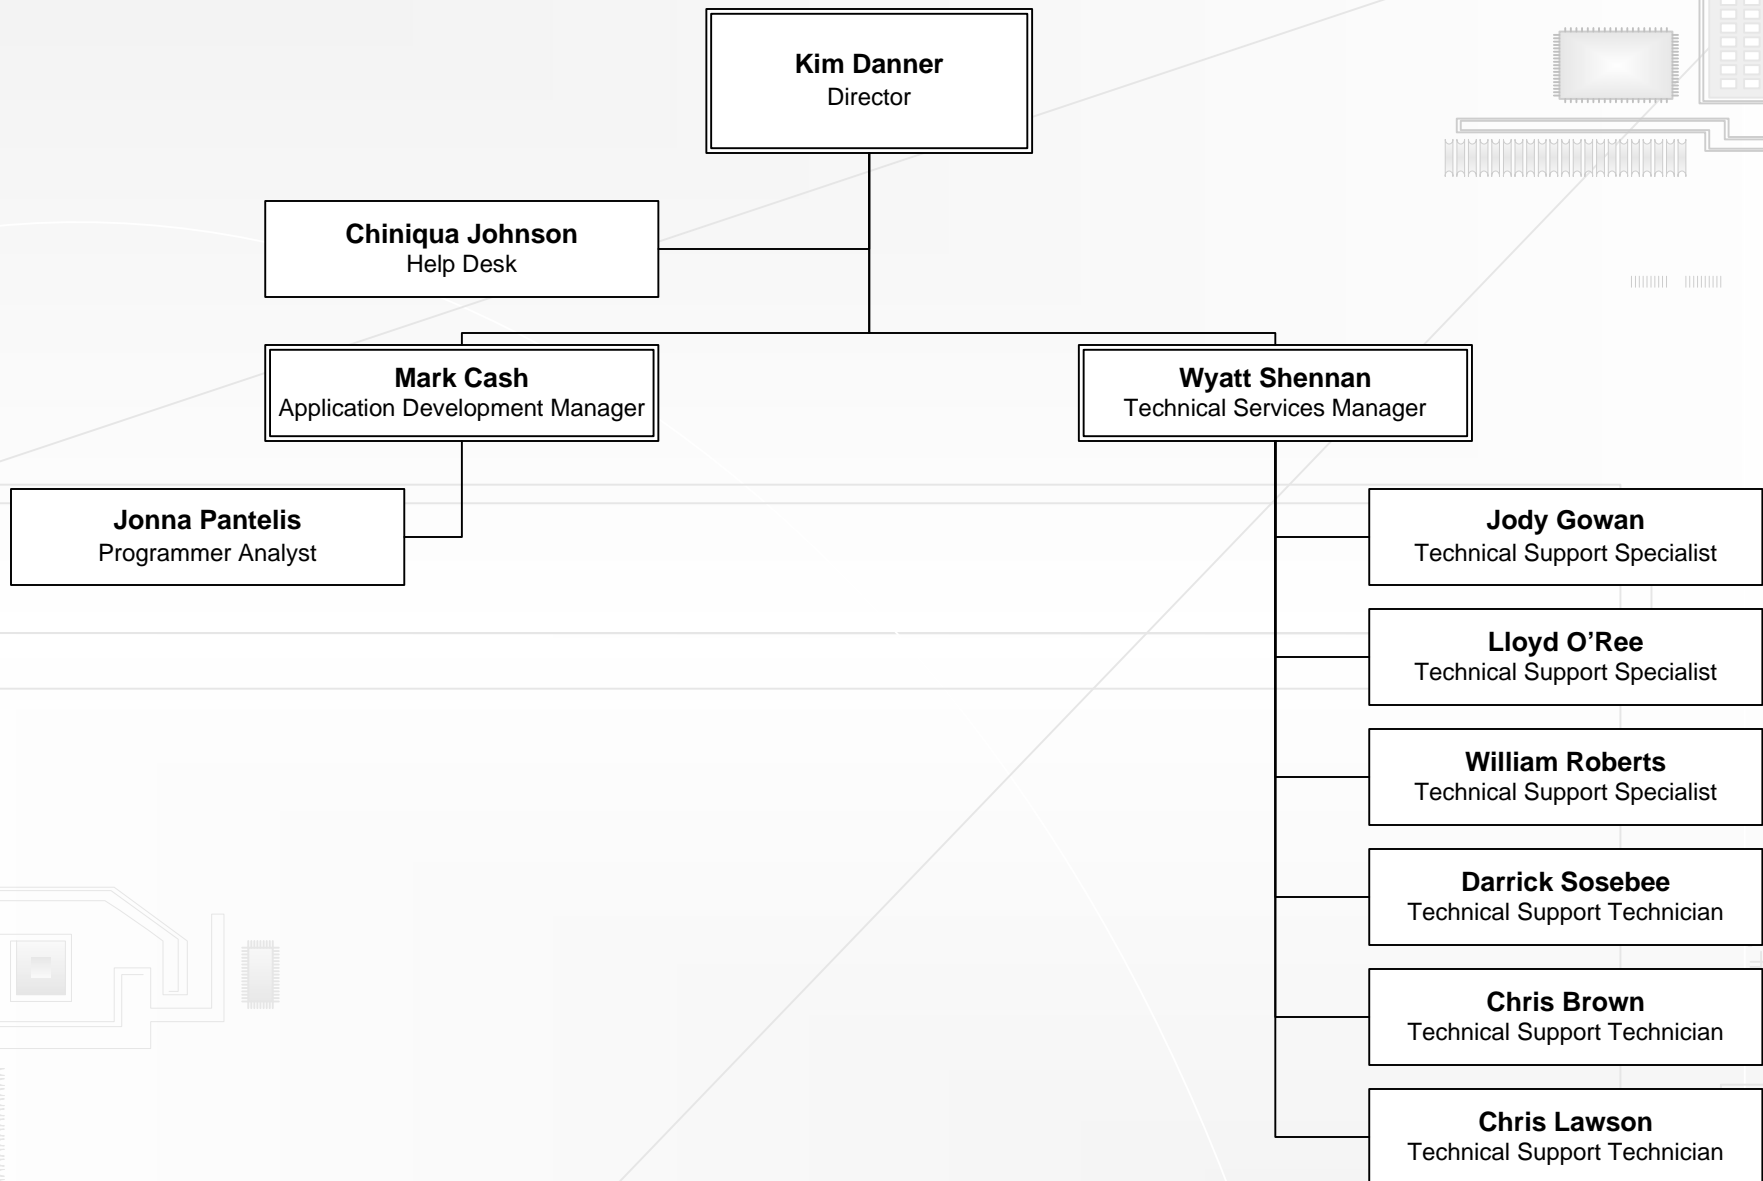 Kim Danner
Director
Chiniqua Johnson
Help Desk
Mark Cash
Application Development Manager
Wyatt Shennan
Technical Services Manager
Jonna Pantelis
Programmer Analyst
Jody Gowan
Technical Support Specialist
Lloyd O’Ree
Technical Support Specialist
William Roberts
Technical Support Specialist
Darrick Sosebee
Technical Support Technician
Chris Brown
Technical Support Technician
Chris Lawson
Technical Support Technician